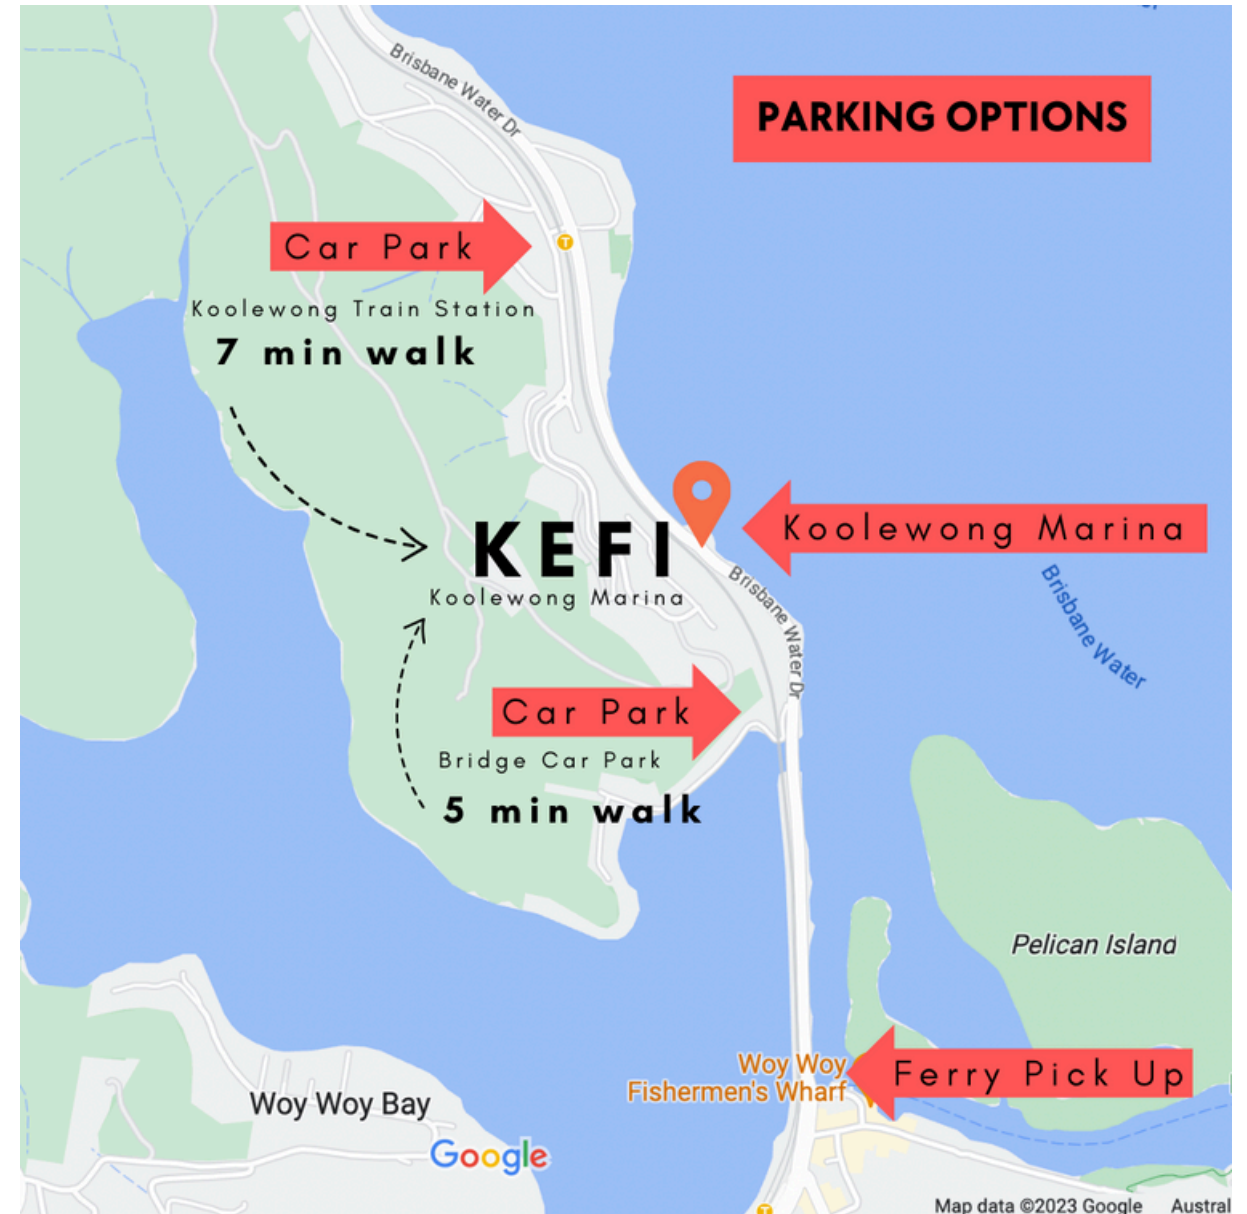 Brisbane Water Dr
PARKING OPTIONS
Car Park
T
Koolewong Train Station
7 min walk
KEFI
Koolewong Marina
Koolewong Marina
Brisbane Water Dr
Brisbane Water
Car Park
Bridge Car Park
5 min walk
Pelican Island
Woy Woy
Fishermen's Wharf
Ferry Pick Up
Woy Woy Bay
Google
T
Map data ©2023 Google
Austral